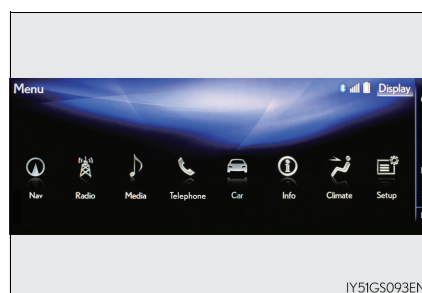 Menu Display
Nav Radio Media Telephone Car Info Climate Setup
IY51GS093EN